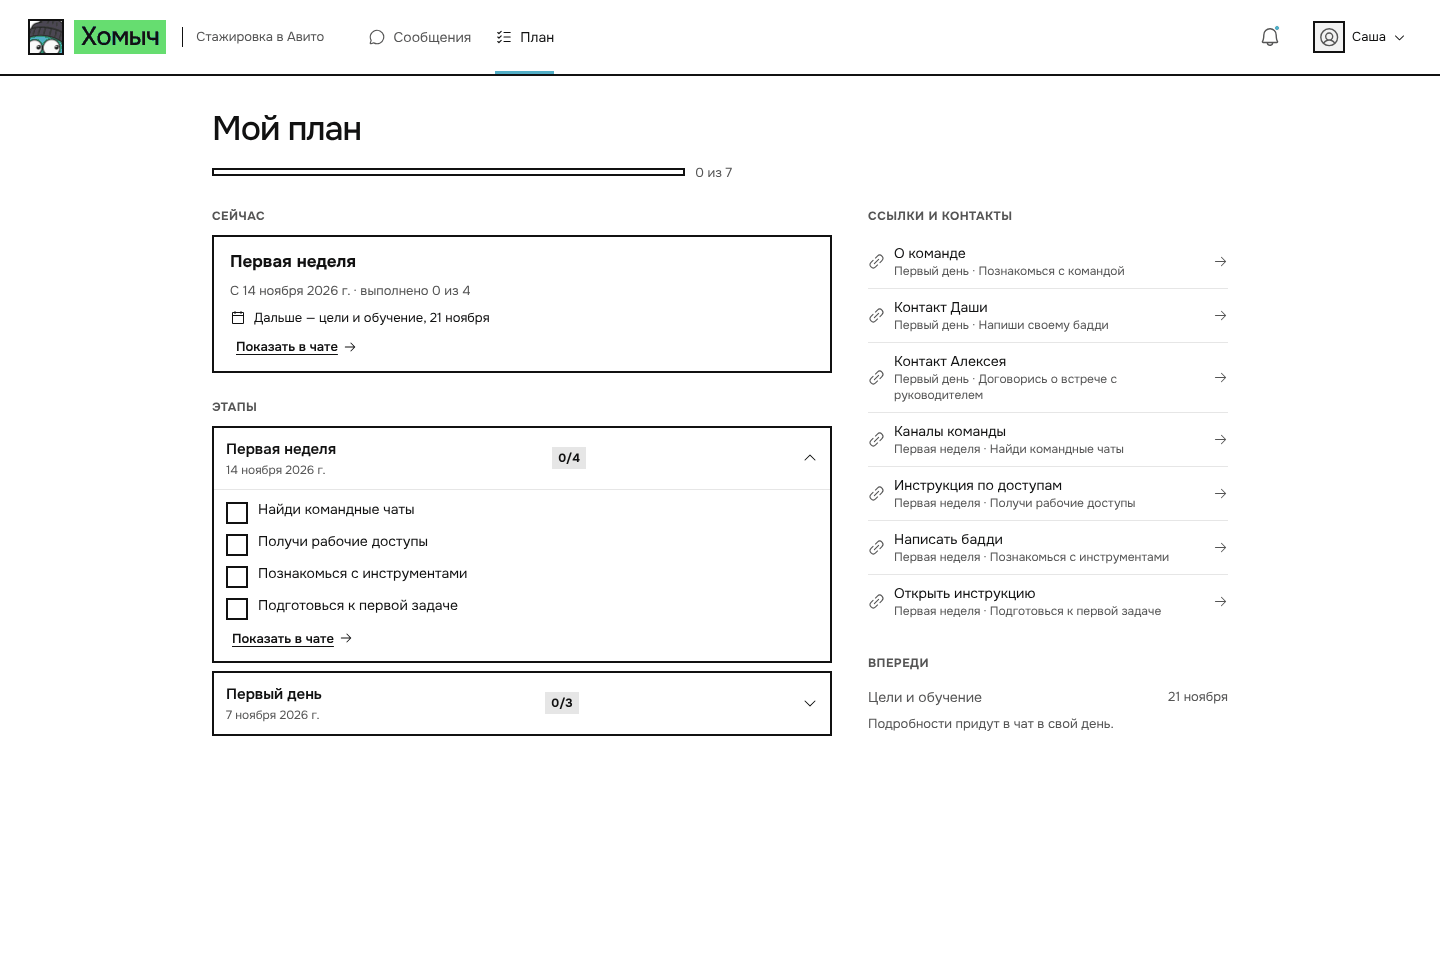 Хомыч
Стажировка в Авито
Сообщения
План
Саша
Мой план
0 из 7
СЕЙЧАС
Первая неделя
С 14 ноября 2026 г. · выполнено 0 из 4
Дальше — цели и обучение, 21 ноября
Показать в чате
ЭТАПЫ
Первая неделя
14 ноября 2026 г.
0/4
Найди командные чаты
Получи рабочие доступы
Познакомься с инструментами
Подготовься к первой задаче
Показать в чате
Первый день
7 ноября 2026 г.
0/3
ССЫЛКИ И КОНТАКТЫ
О команде
Первый день · Познакомься с командой
Контакт Даши
Первый день · Напиши своему бадди
Контакт Алексея
Первый день · Договорись о встрече с
руководителем
Каналы команды
Первая неделя · Найди командные чаты
Инструкция по доступам
Первая неделя · Получи рабочие доступы
Написать бадди
Первая неделя · Познакомься с инструментами
Открыть инструкцию
Первая неделя · Подготовься к первой задаче
ВПЕРЕДИ
Цели и обучение
21 ноября
Подробности придут в чат в свой день.